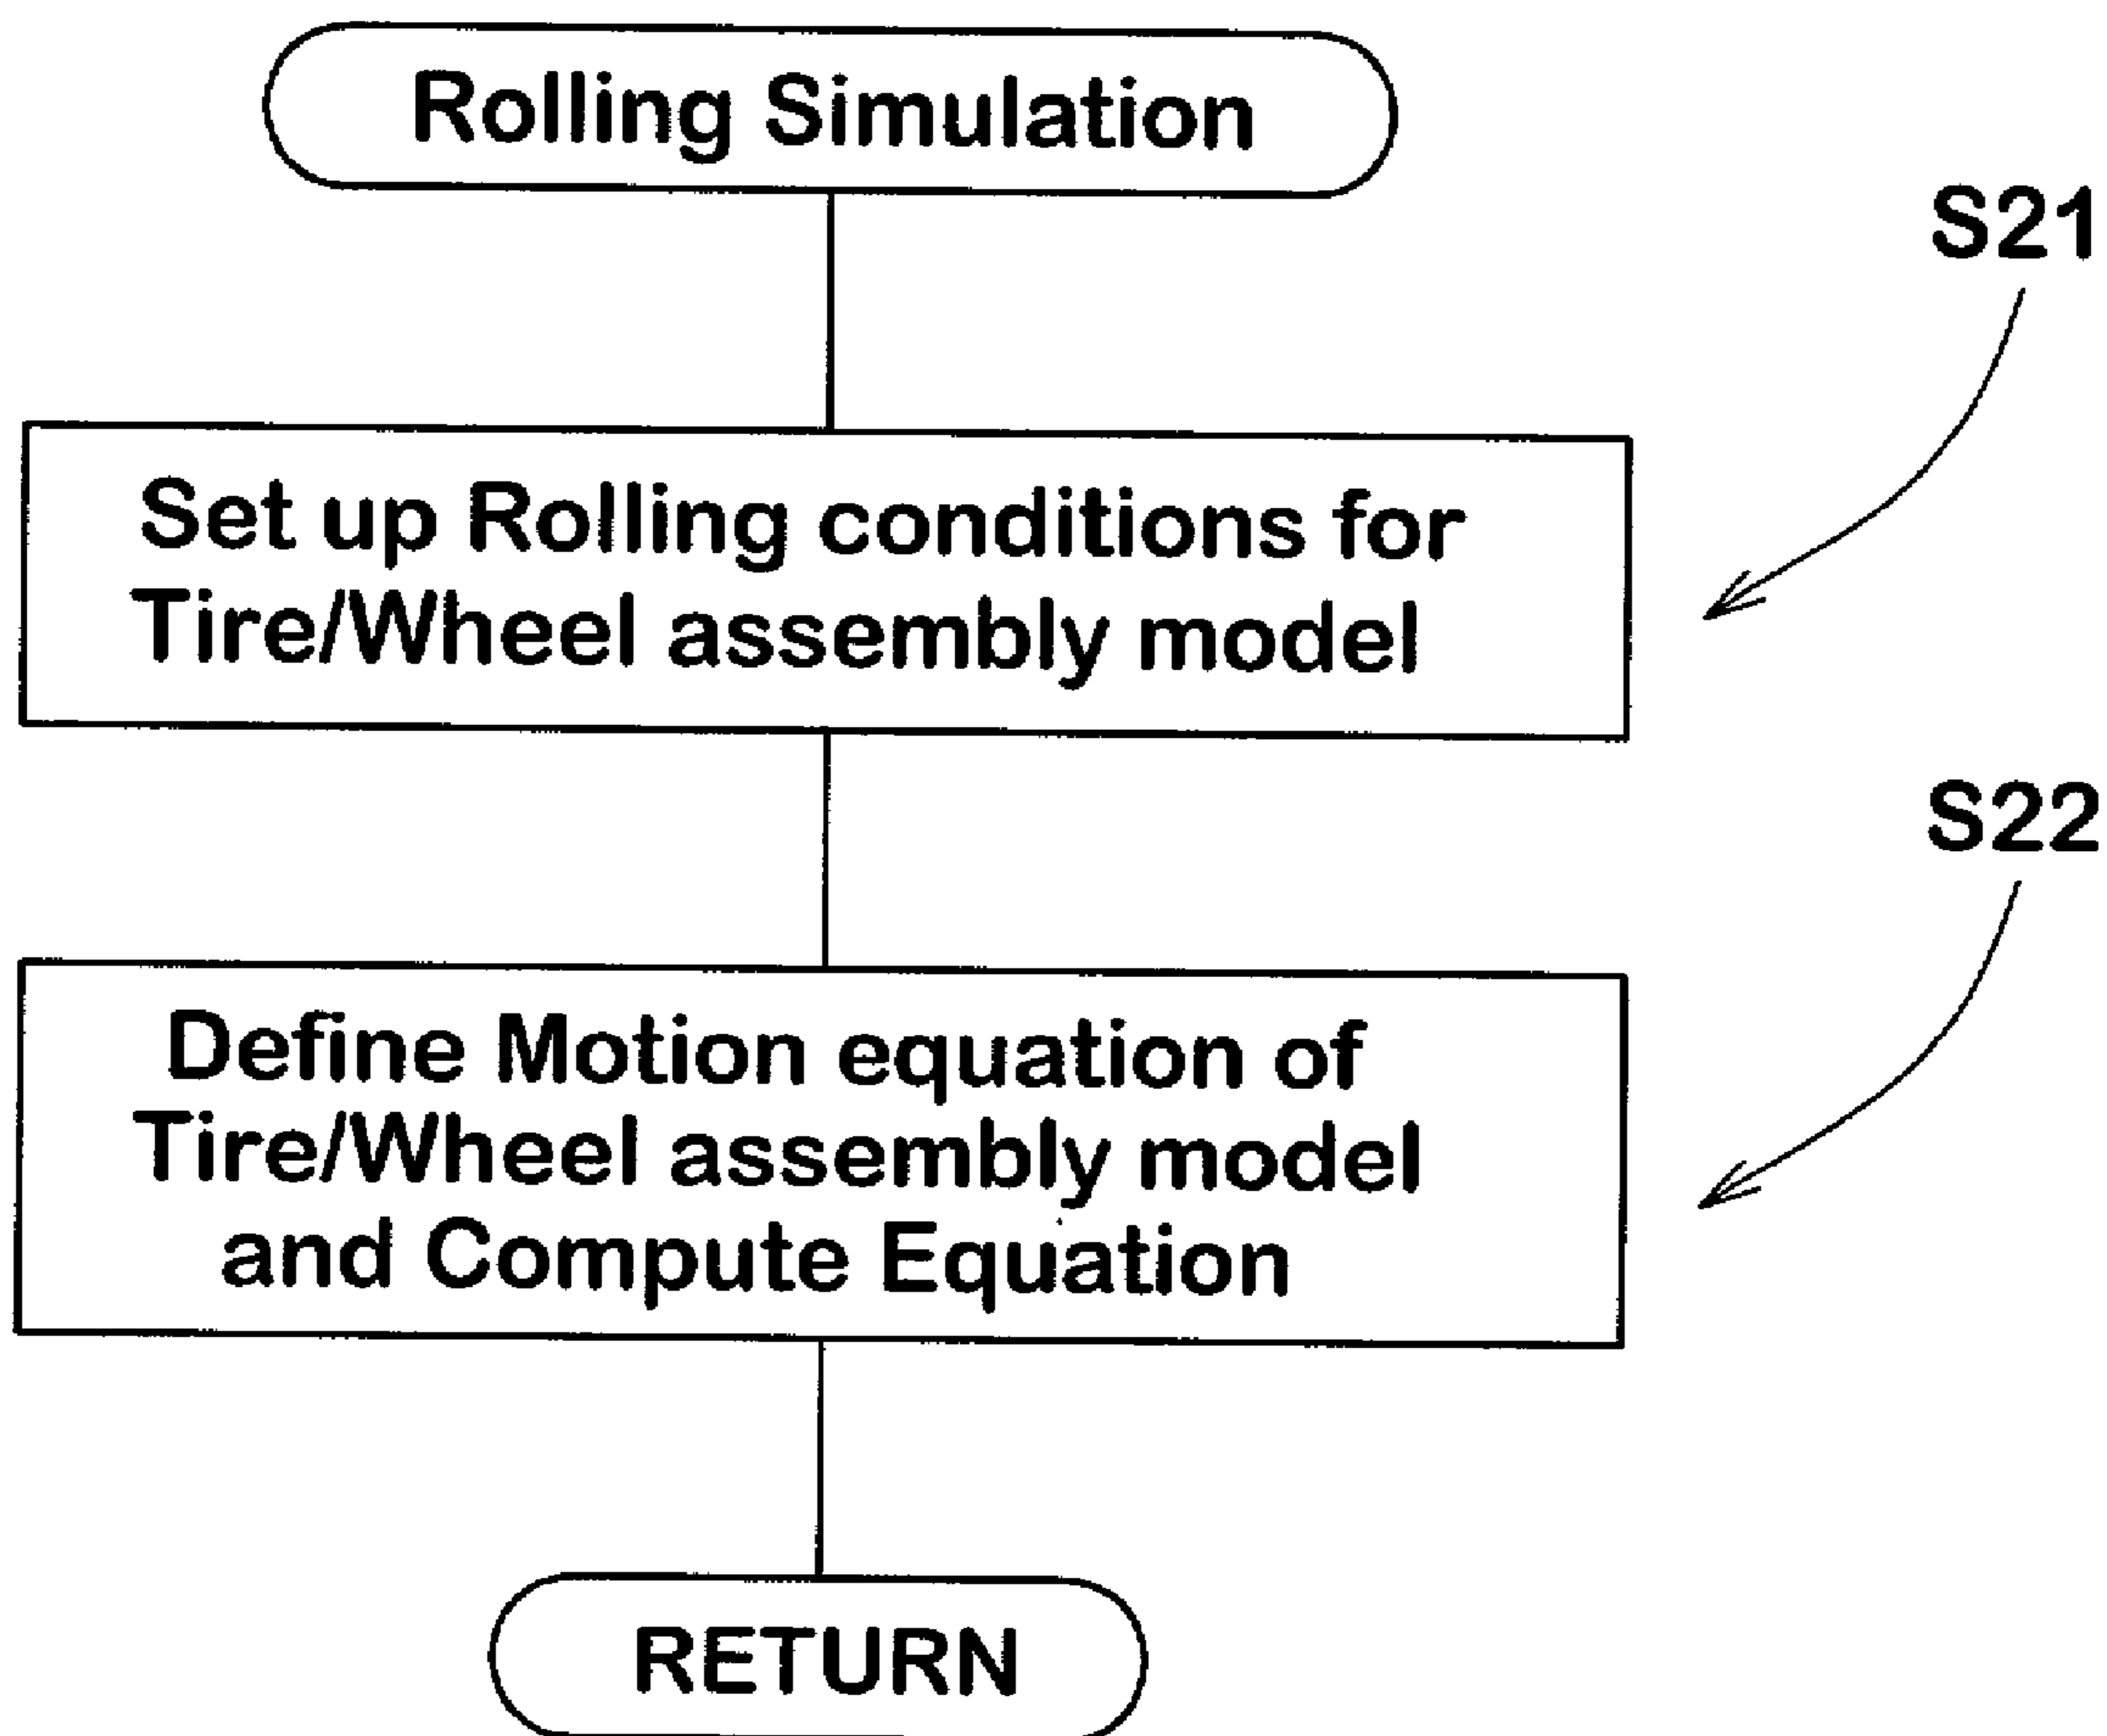 Rolling Simulation
S21
Set up Rolling conditions for
Tire/Wheel assembly model
S22
Define Motion equation of
Tire/Wheel assembly model
and Compute Equation
RETURN